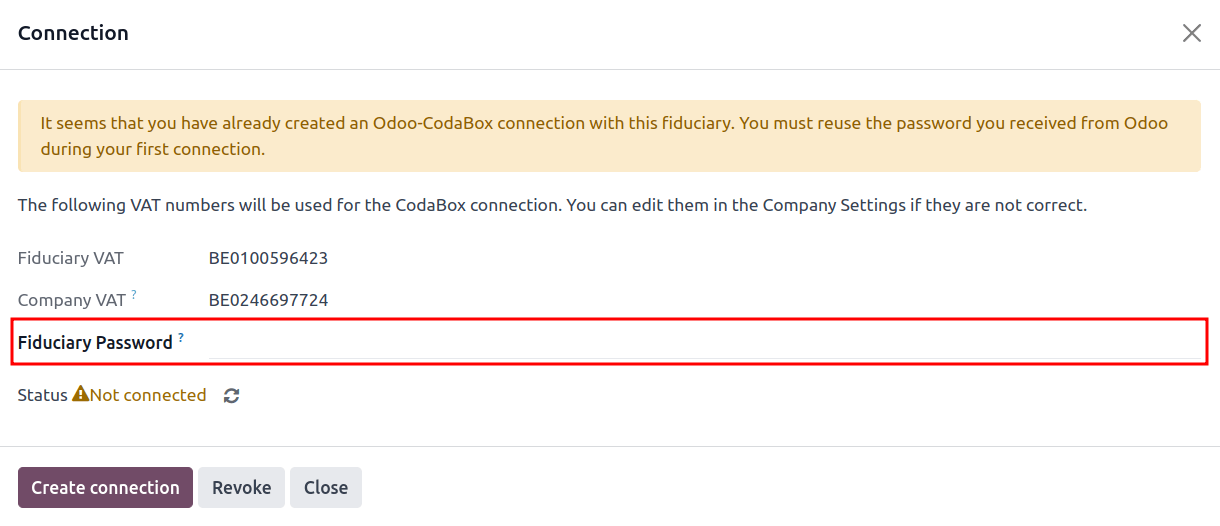 Connection
It seems that you have already created an Odoo-CodaBox connection with this fiduciary. You must reuse the password you received from Odoo
during your first connection.
The following VAT numbers will be used for the CodaBox connection. You can edit them in the Company Settings if they are not correct.
Fiduciary VAT BE0100596423
Company VAT ? BE0246697724
Fiduciary Password ?
Status Not connected
Create connection Revoke Close